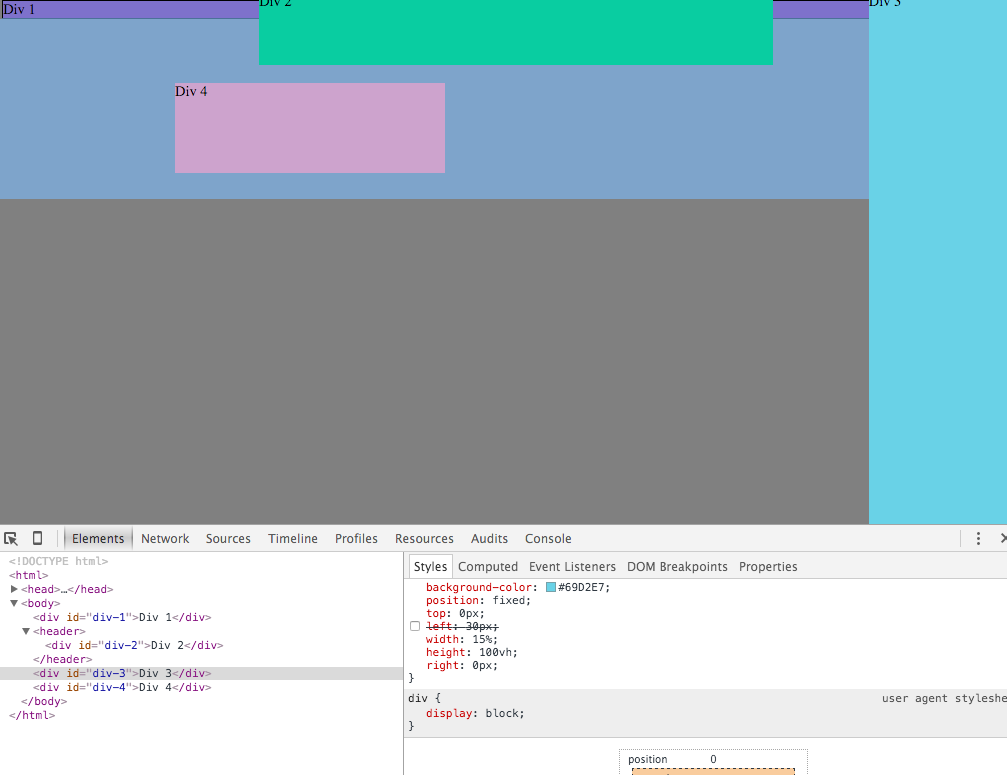 Div 1
Div 2
Div 3
Div 4
Elements Network Sources Timeline Profiles Resources Audits Console
<!DOCTYPE html>
<html>
<head>…</head>
<body>
<div id="div-1">Div 1</div>
<header>
<div id="div-2">Div 2</div>
</header>
<div id="div-3">Div 3</div>
<div id="div-4">Div 4</div>
</body>
</html>
Styles Computed Event Listeners DOM Breakpoints Properties
background-color: #69D2E7;
position: fixed;
top: 0px;
left: 30px;
width: 15%;
height: 100vh;
right: 0px;
}
div { user agent styleshe
display: block;
}
position 0